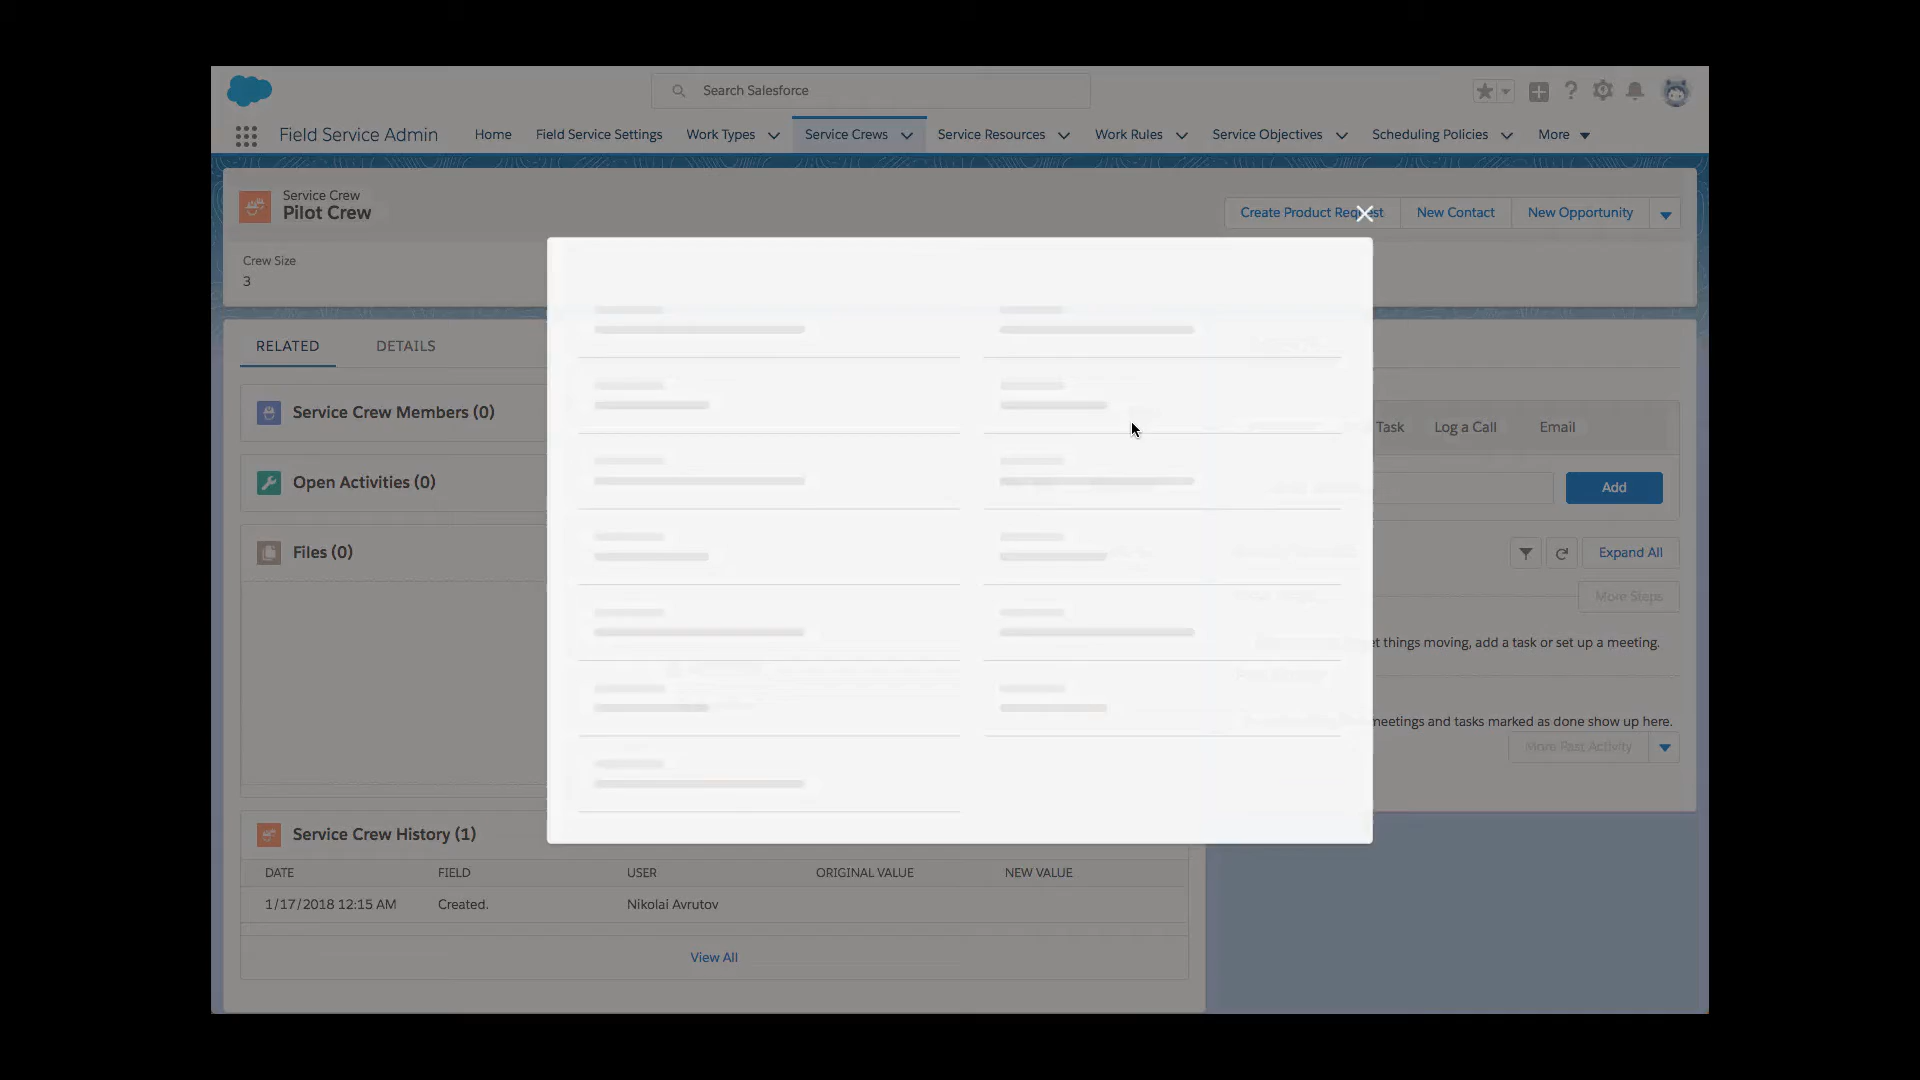 Search Salesforce
Field Service Admin Home Field Service Settings Work Types Service Crews Service Resources Work Rules Service Objectives Scheduling Policies More
Service Crew
Pilot Crew
Create Product Request New Contact New Opportunity
Crew Size
3
RELATED DETAILS
Service Crew Members (0)
Task Log a Call Email
Open Activities (0)
Add
Files (0)
Expand All
More Steps
things moving, add a task or set up a meeting.
meetings and tasks marked as done show up here.
More Past Activity
Service Crew History (1)
DATE FIELD USER ORIGINAL VALUE NEW VALUE
1/17/2018 12:15 AM Created. Nikolai Avrutov
View All